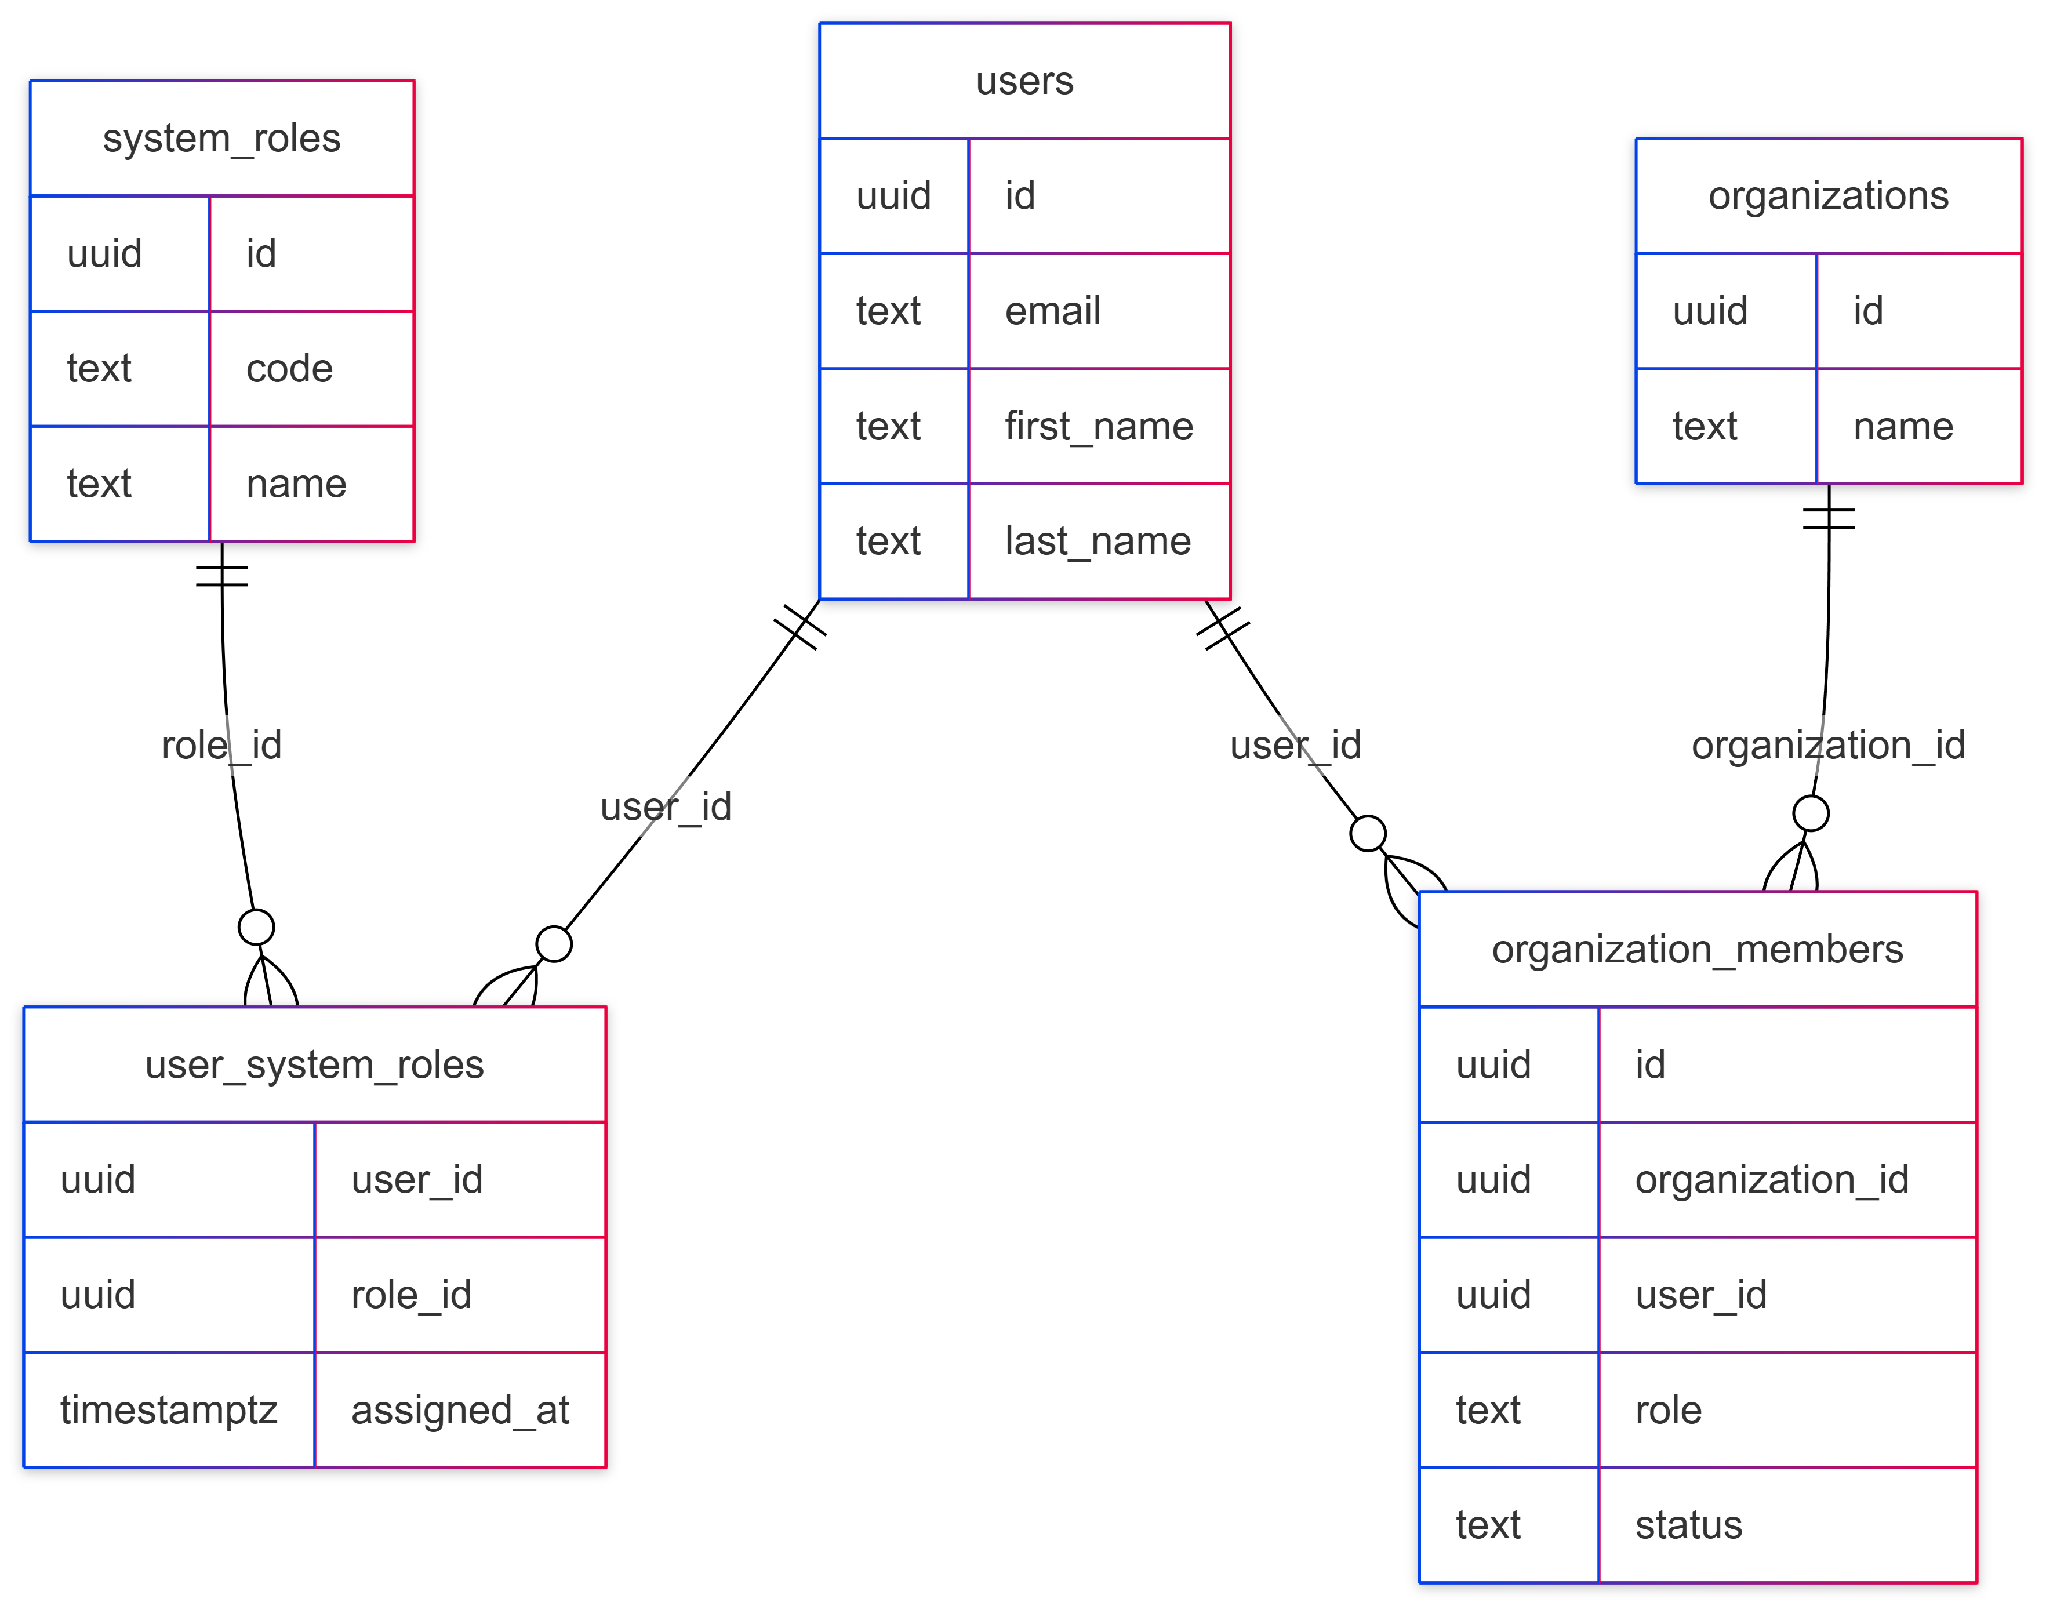 system_roles
uuid id
text code
text name
users
uuid id
text email
text first_name
text last_name
organizations
uuid id
text name
role_id
user_id
user_id
organization_id
user_system_roles
uuid user_id
uuid role_id
timestamptz assigned_at
organization_members
uuid id
uuid organization_id
uuid user_id
text role
text status